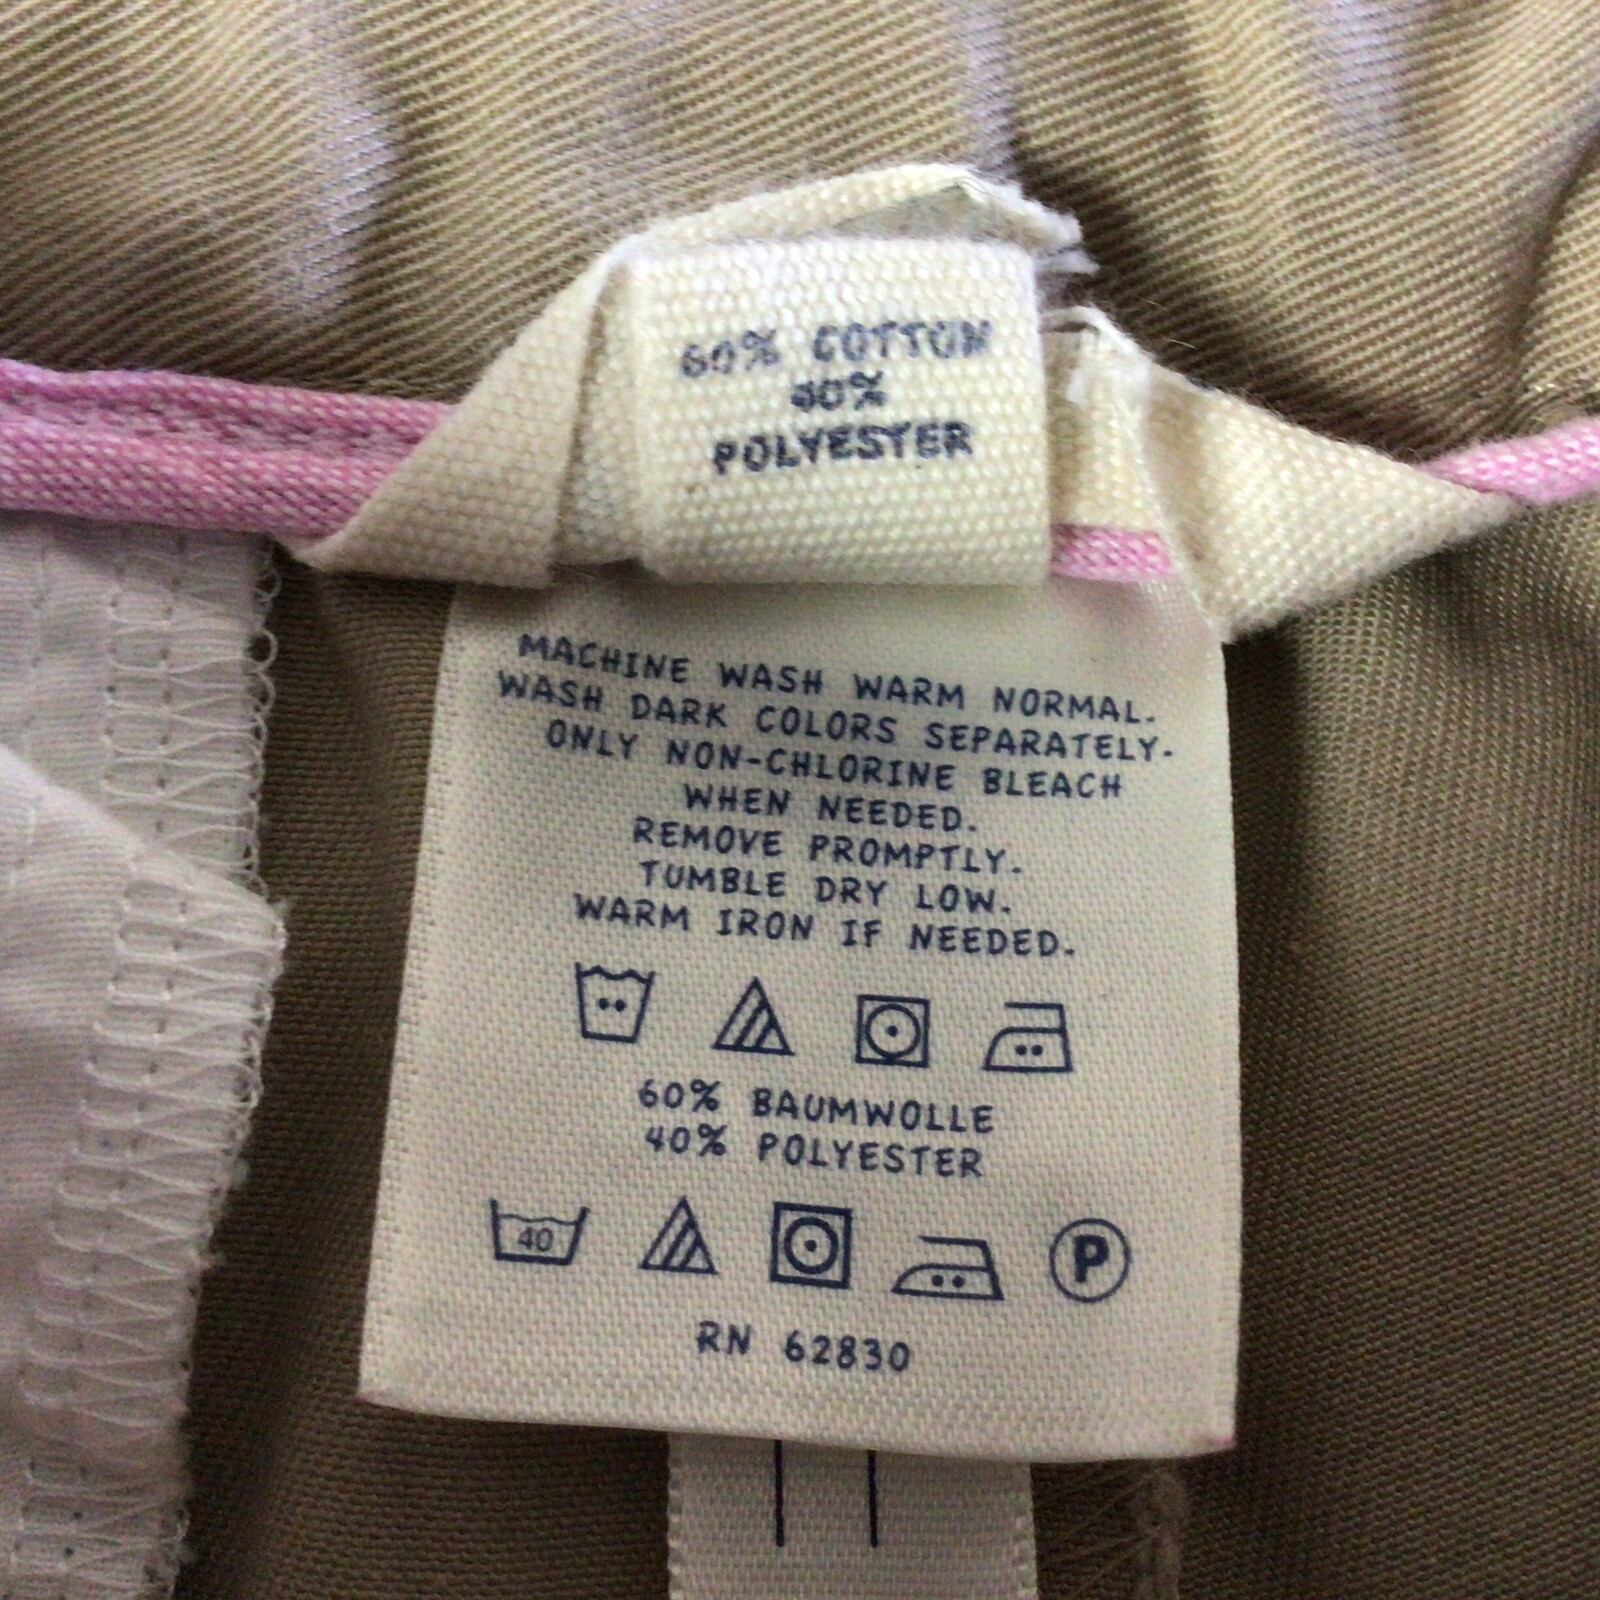 60% COTTON
40%
POLYESTER
MACHINE WASH WARM NORMAL.
WASH DARK COLORS SEPARATELY.
ONLY NON-CHLORINE BLEACH
WHEN NEEDED.
REMOVE PROMPTLY.
TUMBLE DRY LOW.
WARM IRON IF NEEDED.
60% BAUMWOLLE
40% POLYESTER
40
P
RN 62830